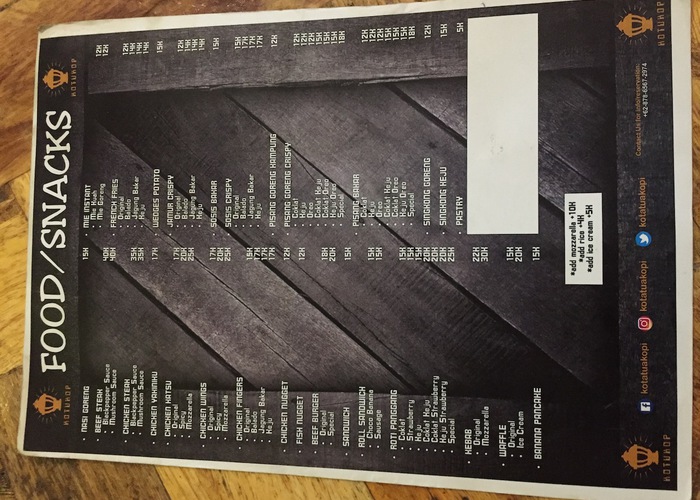 KOTUKOP
FOOD/SNACKS
KOTUKOP
• NASI GORENG 15K
• BEEF STEAK
• Blackpepper Sauce 40K
• Mushroom Sauce 40K
• CHICKEN STEAK
• Blackpepper Sauce 35K
• Mushroom Sauce 35K
• CHICKEN YAKINIKU 17K
• CHICKEN KATSU
• Original 17K
• Spicy 20K
• Mozzarella 25K
• CHICKEN WINGS
• Original 17K
• Spicy 20K
• Mozzarella 25K
• CHICKEN FINGERS
• Original 15K
• Balado 17K
• Jagung Bakar 17K
• Keju 17K
• CHICKEN NUGGET 12K
• FISH NUGGET 12K
• BEEF BURGER
• Original 18K
• Special 20K
• SANDWICH 15K
• ROLL SANDWICH
• Choco Banana 15K
• Sausage 17K
• ROTI PANGGANG
• Coklat 15K
• Strawberry 15K
• Keju 15K
• Coklat Keju 20K
• Coklat Strawberry 20K
• Keju Strawberry 20K
• Special 25K
• KEBAB
• Original 22K
• Mozzarella 30K
• WAFFLE
• Original 15K
• Ice Cream 20K
• BANANA PANCAKE 15K
MIE INSTANT
• Mie Kuah 12K
• Mie Goreng 12K
FRENCH FRIES
• Original 12K
• Balado 14K
• Jagung Bakar 14K
• Keju 14K
WEDGES POTATO 15K
JAMUR CRISPY
• Original 12K
• Balado 14K
• Jagung Bakar 14K
• Keju 14K
SOSIS BAKAR 15K
SOSIS CRISPY
• Original 15K
• Balado 17K
• Jagung Bakar 17K
• Keju 17K
PISANG GORENG KAMPUNG 12K
PISANG GORENG CRISPY
• Coklat 12K
• Keju 12K
• Coklat Keju 15K
• Coklat Oreo 15K
• Keju Oreo 15K
• Special 18K
PISANG BAKAR
• Coklat 12K
• Keju 12K
• Coklat Keju 15K
• Coklat Oreo 15K
• Keju Oreo 15K
• Special 18K
SINGKONG GORENG 12K
SINGKONG KEJU 15K
PASTRY 5K
*add mozzarella +10K
*add rice +4K
*add ice cream +5K
KOTUKOP
kotatuakopi
kotatuakopi
kotatuakopi
Contact Us for info/reservation:
+62-878-6567-2974
KOTUKOP